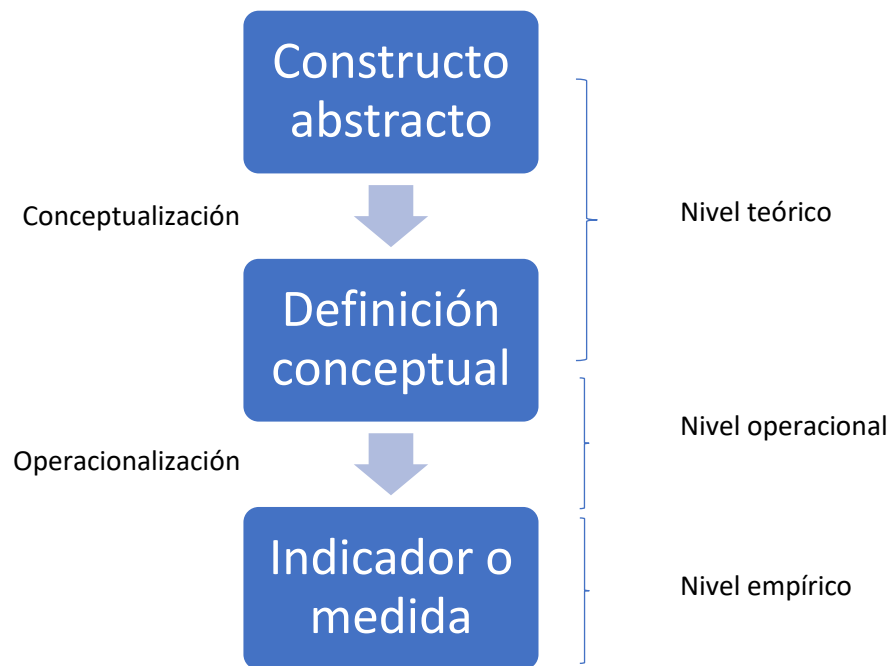 Constructo
abstracto
Conceptualización
Nivel teórico
Definición
conceptual
Nivel operacional
Operacionalización
Indicador o
medida
Nivel empírico